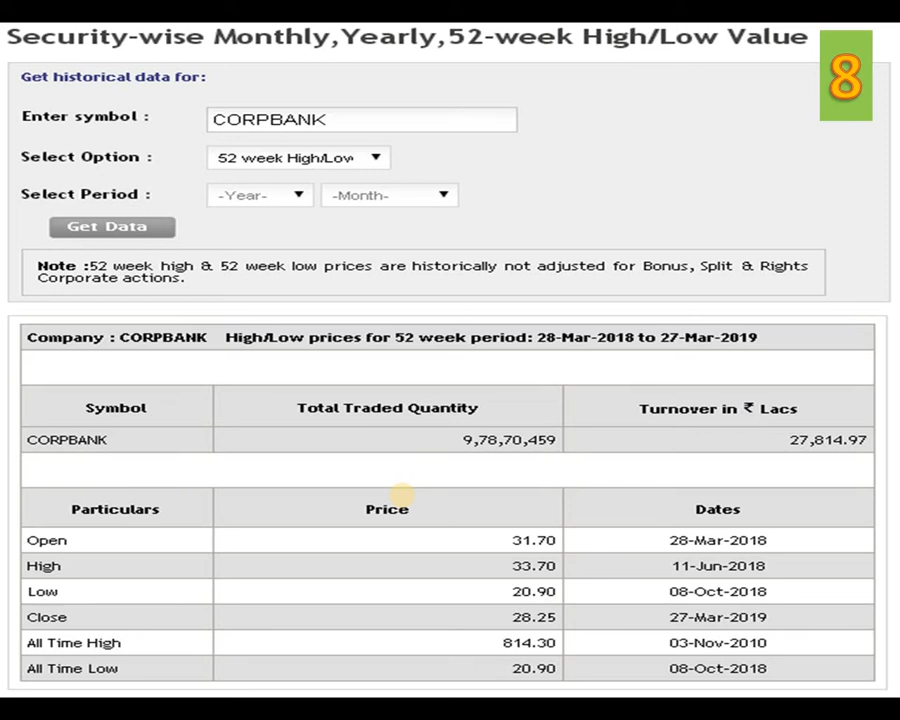 Security-wise Monthly,Yearly,52-week High/Low Value
8
Get historical data for:
Enter symbol : CORPBANK
Select Option : 52 week High/Low
Select Period : -Year- -Month-
Get Data
Note :52 week high & 52 week low prices are historically not adjusted for Bonus, Split & Rights
Corporate actions.
Company : CORPBANK High/Low prices for 52 week period: 28-Mar-2018 to 27-Mar-2019
Symbol Total Traded Quantity Turnover in ₹ Lacs
CORPBANK 9,78,70,459 27,814.97
Particulars Price Dates
Open 31.70 28-Mar-2018
High 33.70 11-Jun-2018
Low 20.90 08-Oct-2018
Close 28.25 27-Mar-2019
All Time High 814.30 03-Nov-2010
All Time Low 20.90 08-Oct-2018